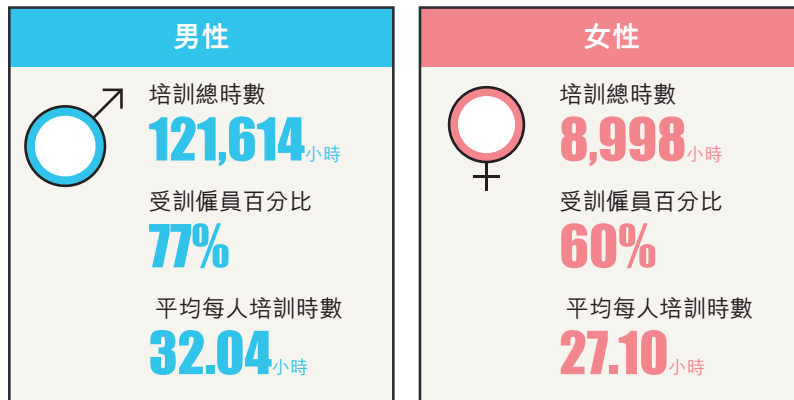 男性
培訓總時數
121,614小時
受訓僱員百分比
77%
平均每人培訓時數
32.04小時
女性
培訓總時數
8,998小時
受訓僱員百分比
60%
平均每人培訓時數
27.10小時